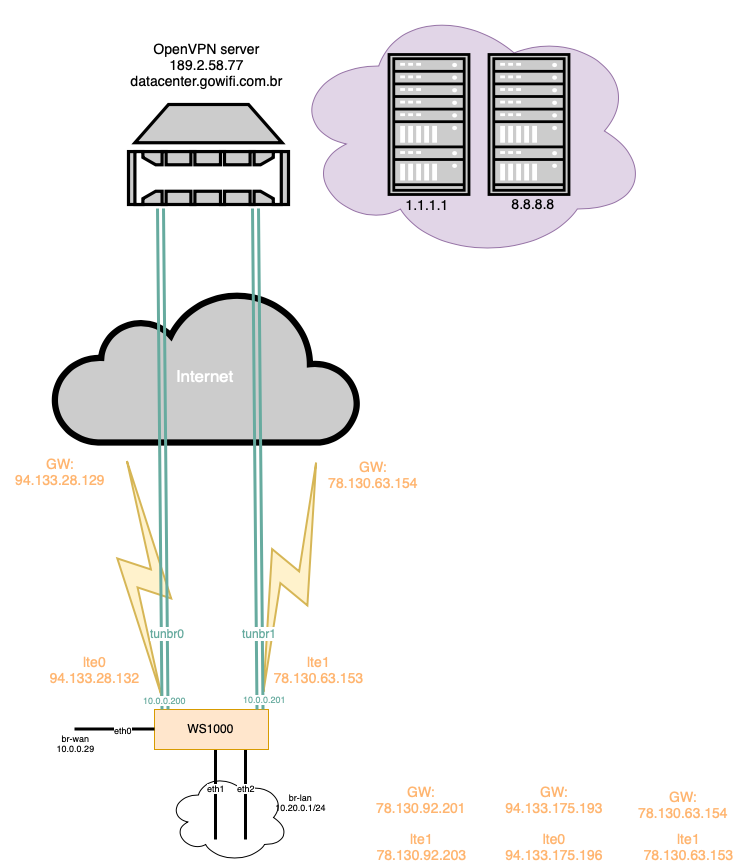 OpenVPN server
189.2.58.77
datacenter.gowifi.com.br
1.1.1.1
8.8.8.8
Internet
GW:
94.133.28.129
GW:
78.130.63.154
tunbr0
tunbr1
lte0
94.133.28.132
lte1
78.130.63.153
10.0.0.200
10.0.0.201
WS1000
eth0
br-wan
10.0.0.29
eth1
eth2
br-lan
10.20.0.1/24
GW:
78.130.92.201
GW:
94.133.175.193
GW:
78.130.63.154
lte1
78.130.92.203
lte0
94.133.175.196
lte1
78.130.63.153